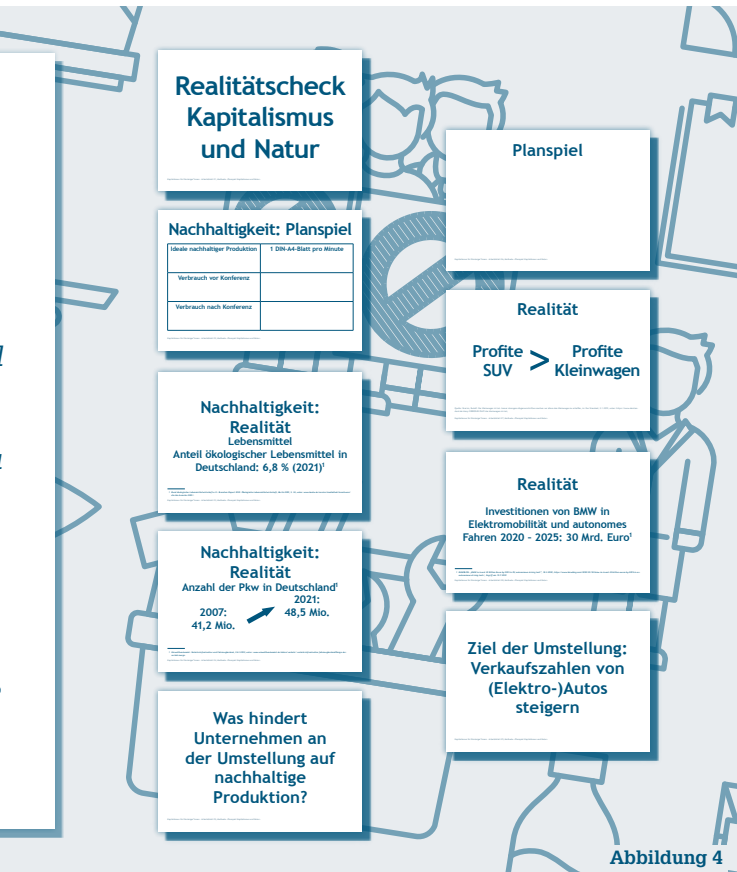 Realitätscheck
Kapitalismus
und Natur
Nachhaltigkeit: Planspiel
Ideale nachhaltiger Produktion
1 DIN-A4-Blatt pro Minute
Verbrauch vor Konferenz
Verbrauch nach Konferenz
Nachhaltigkeit:
Realität
Lebensmittel
Anteil ökologischer Lebensmittel in
Deutschland: 6,8 % (2021)¹
Nachhaltigkeit:
Realität
Anzahl der Pkw in Deutschland¹
2007:
41,2 Mio.
2021:
48,5 Mio.
Was hindert
Unternehmen an
der Umstellung auf
nachhaltige
Produktion?
Planspiel
Realität
Profite
SUV
>
Profite
Kleinwagen
Realität
Investitionen von BMW in
Elektromobilität und autonomes
Fahren 2020 - 2025: 30 Mrd. Euro¹
Ziel der Umstellung:
Verkaufszahlen von
(Elektro-)Autos
steigern
Abbildung 4